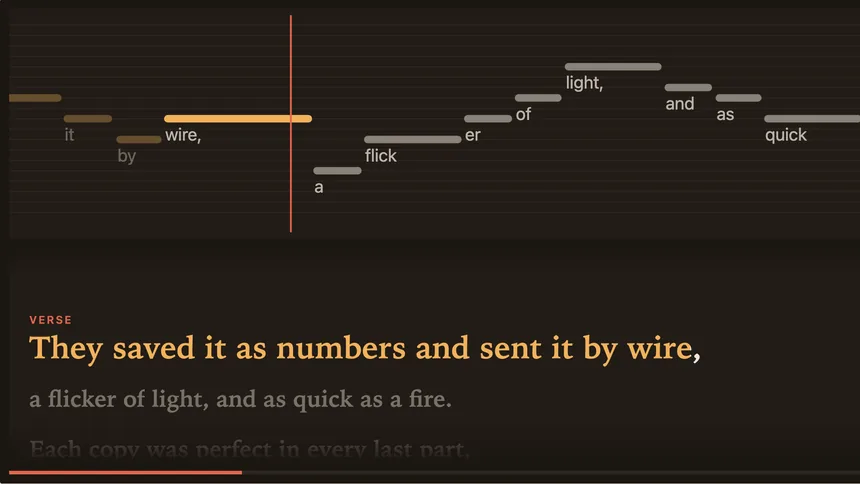 light,
and
of
as
it
wire,
er
quick
by
flick
a
VERSE
They saved it as numbers and sent it by wire,
a flicker of light, and as quick as a fire.
Each copy was perfect in every last part,